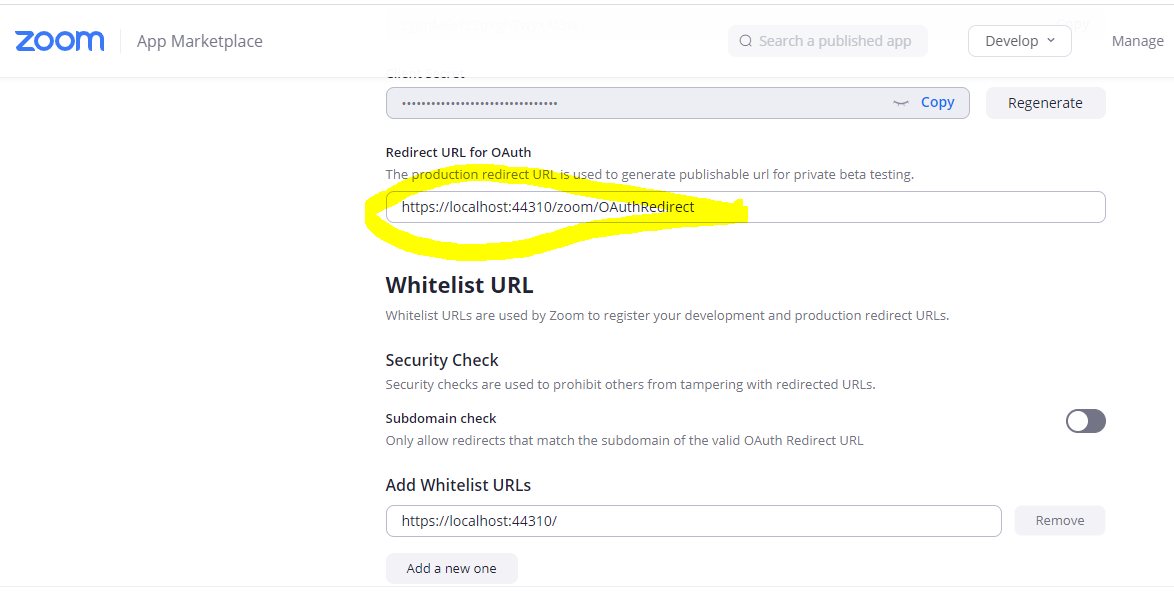 zoom
App Marketplace
Search a published app
Develop
Manage
Client Secret
Copy
Regenerate
Redirect URL for OAuth
The production redirect URL is used to generate publishable url for private beta testing.
https://localhost:44310/zoom/OAuthRedirect
Whitelist URL
Whitelist URLs are used by Zoom to register your development and production redirect URLs.
Security Check
Security checks are used to prohibit others from tampering with redirected URLs.
Subdomain check
Only allow redirects that match the subdomain of the valid OAuth Redirect URL
Add Whitelist URLs
https://localhost:44310/
Remove
Add a new one